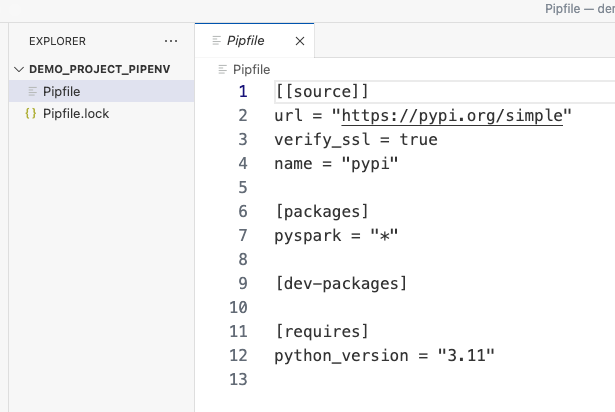 Pipfile — de
EXPLORER ···
Pipfile
DEMO_PROJECT_PIPENV
Pipfile
{} Pipfile.lock
Pipfile
1 [[source]]
2 url = "https://pypi.org/simple"
3 verify_ssl = true
4 name = "pypi"
5
6 [packages]
7 pyspark = "*"
8
9 [dev-packages]
10
11 [requires]
12 python_version = "3.11"
13